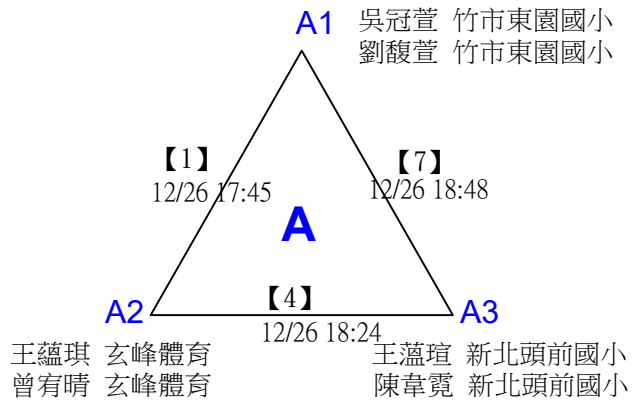 A1 吳冠萱 竹市東園國小
劉馥萱 竹市東園國小
【1】
12/26 17:45
【7】
12/26 18:48
A
【4】
12/26 18:24
A2
A3
王蘊琪 玄峰體育
曾宥晴 玄峰體育
王薀瑄 新北頭前國小
陳韋霓 新北頭前國小